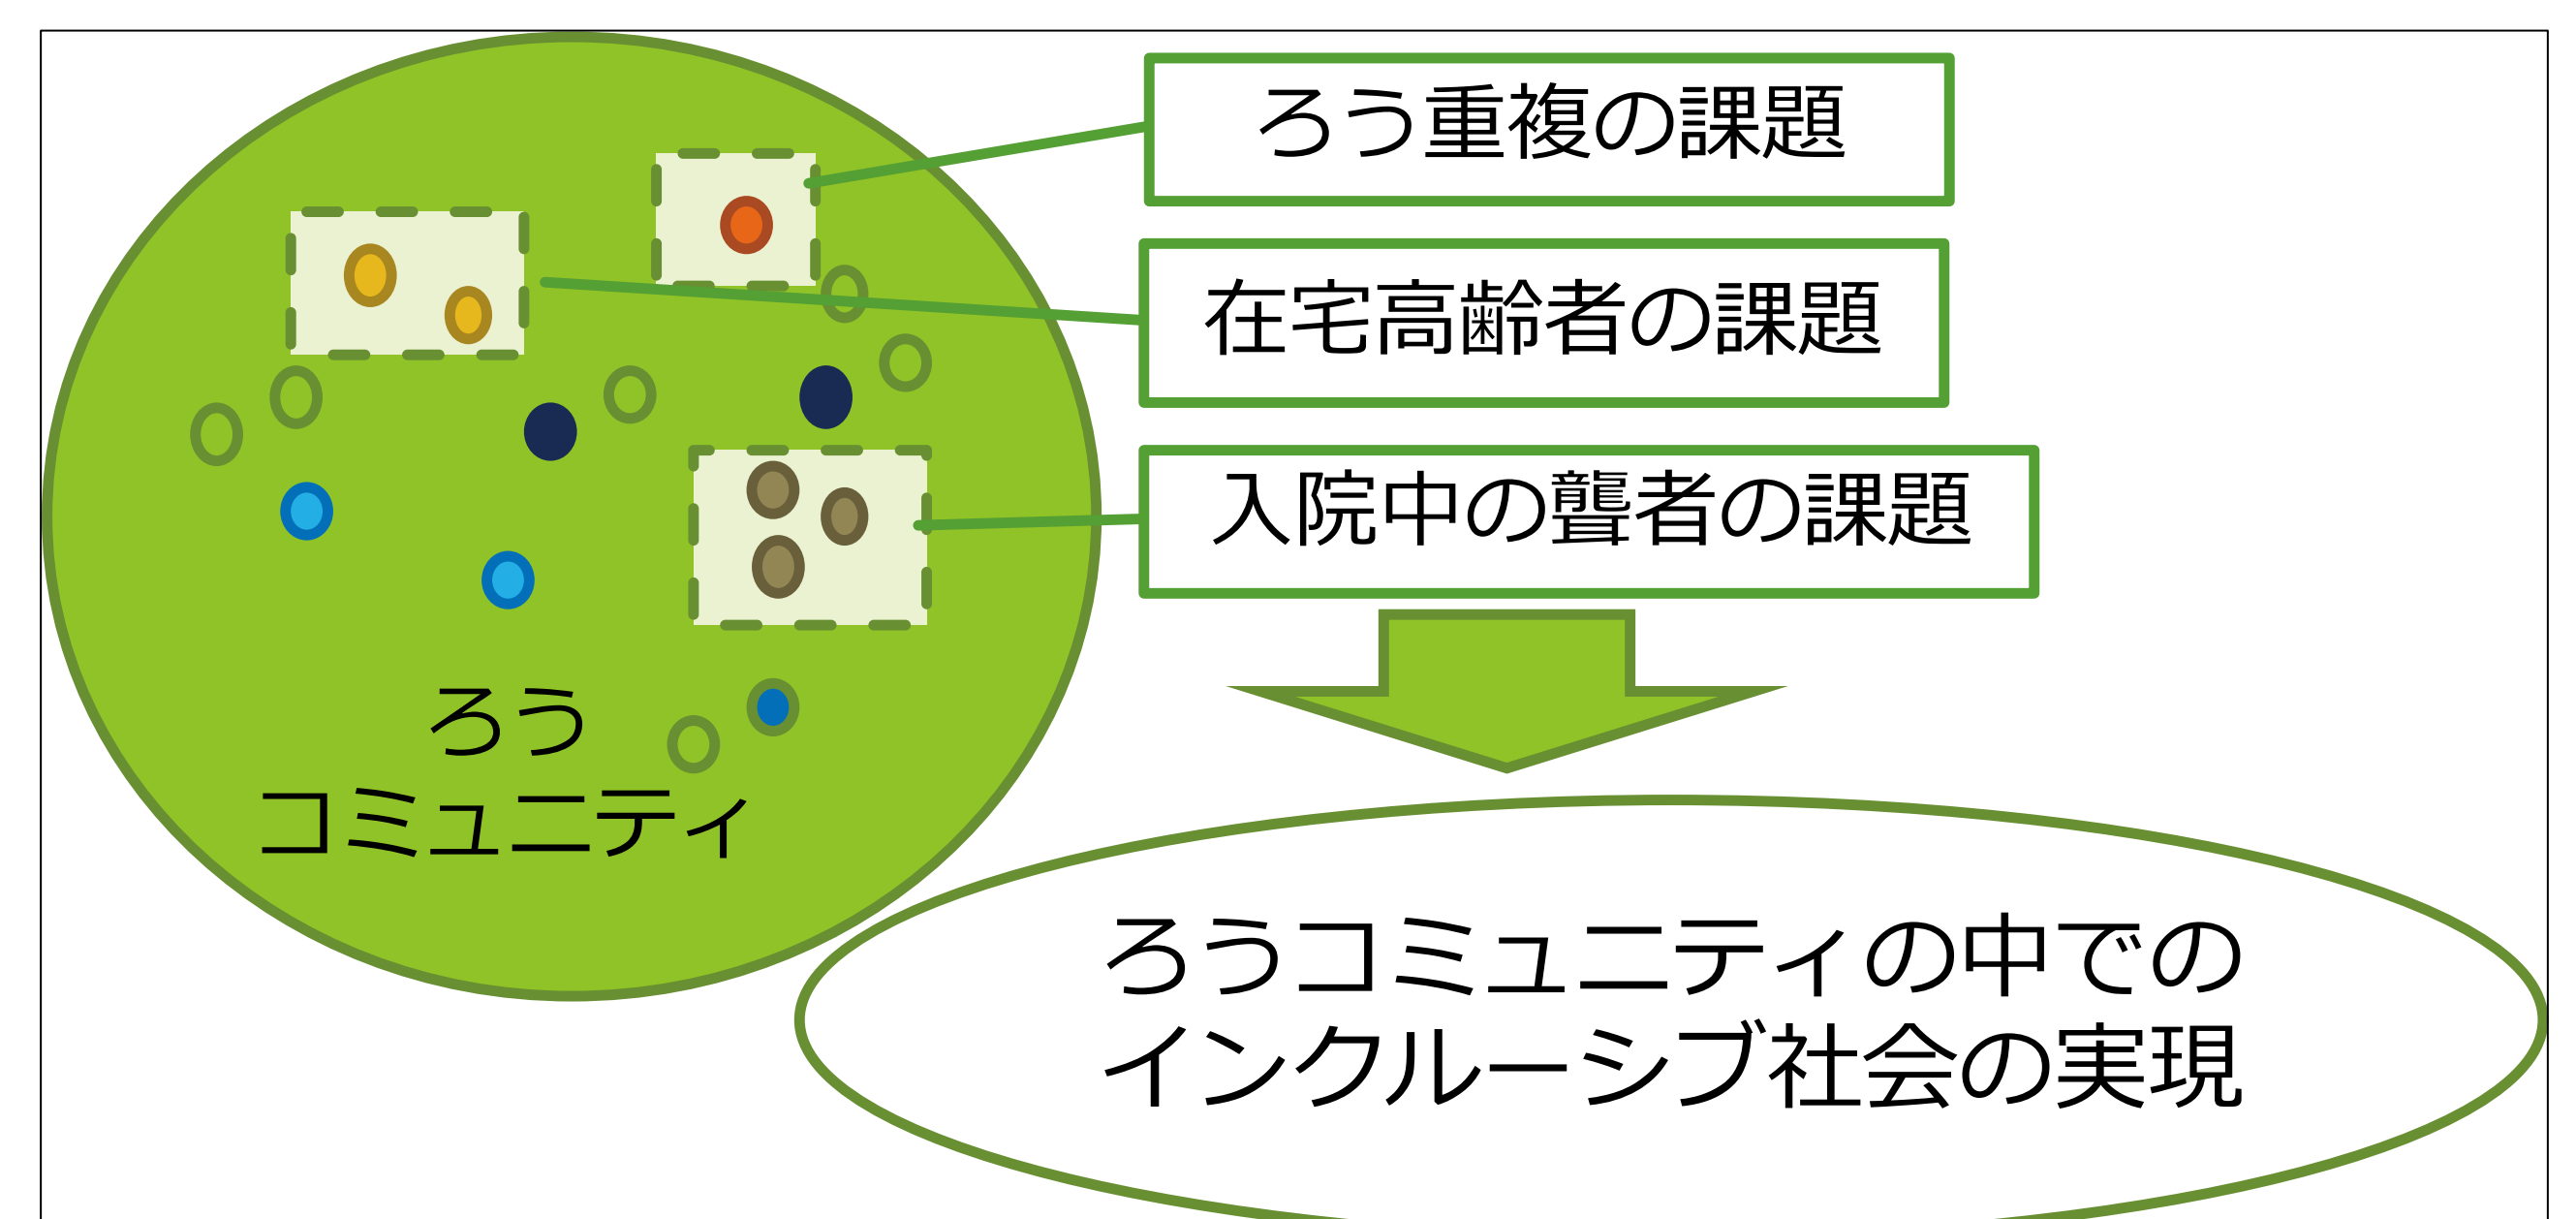 ろう重複の課題
在宅高齢者の課題
入院中の聾者の課題
ろう
コミュニティ
ろうコミュニティの中での
インクルーシブ社会の実現